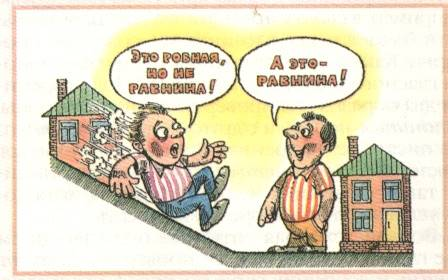 Это ровная,
но не
равнина!
А это-
равнина!